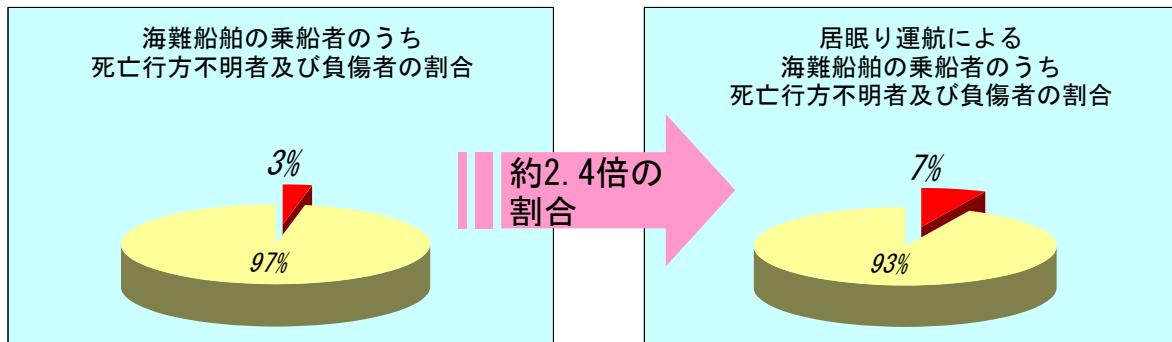 海難船舶の乗船者のうち
死亡行方不明者及び負傷者の割合
3%
97%
約2.4倍の
割合
居眠り運航による
海難船舶の乗船者のうち
死亡行方不明者及び負傷者の割合
7%
93%